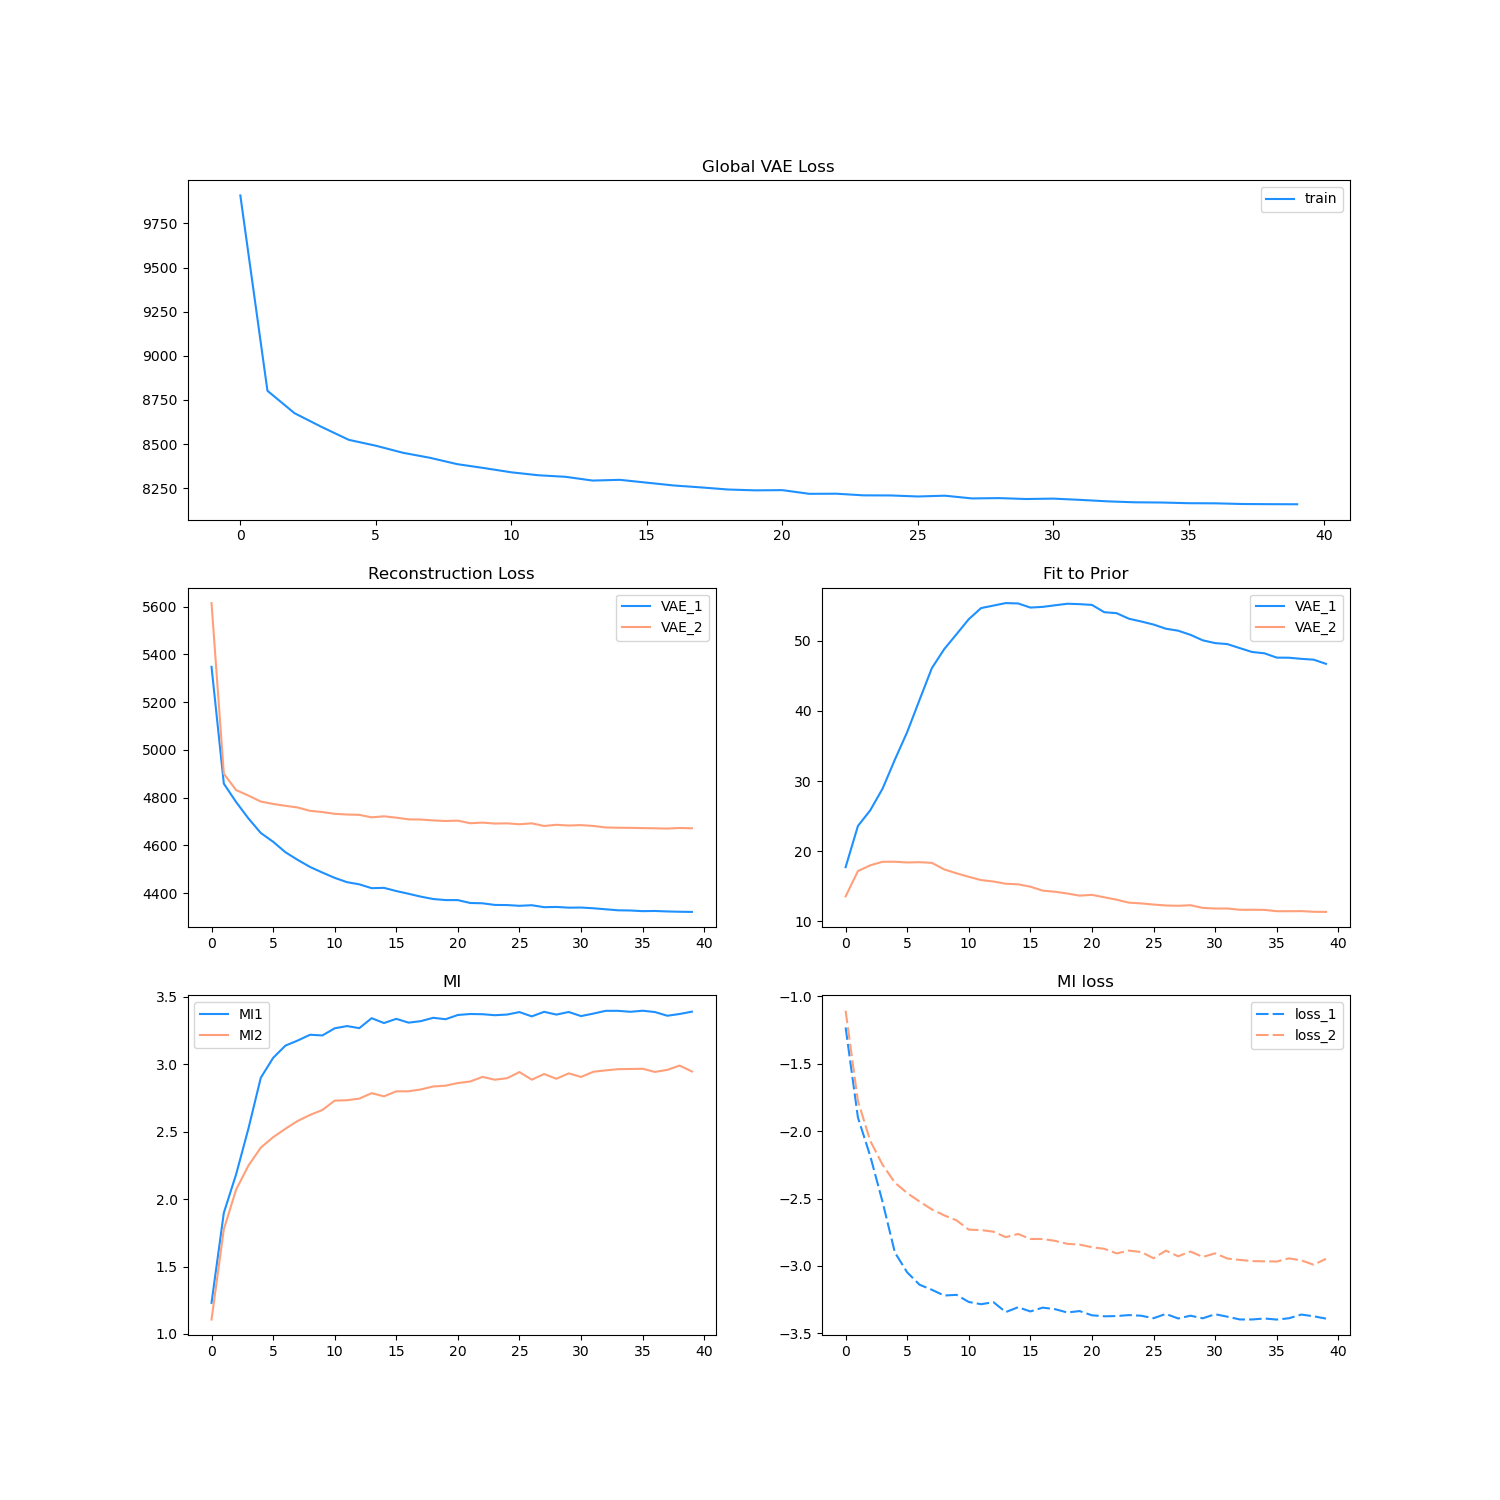 Global VAE Loss
train
9750
9500
9250
9000
8750
8500
8250
0 5 10 15 20 25 30 35 40
Reconstruction Loss
VAE_1
VAE_2
5600
5400
5200
5000
4800
4600
4400
0 5 10 15 20 25 30 35 40
Fit to Prior
VAE_1
VAE_2
50
40
30
20
10
0 5 10 15 20 25 30 35 40
MI
MI1
MI2
3.5
3.0
2.5
2.0
1.5
1.0
0 5 10 15 20 25 30 35 40
MI loss
loss_1
loss_2
−1.0
−1.5
−2.0
−2.5
−3.0
−3.5
0 5 10 15 20 25 30 35 40